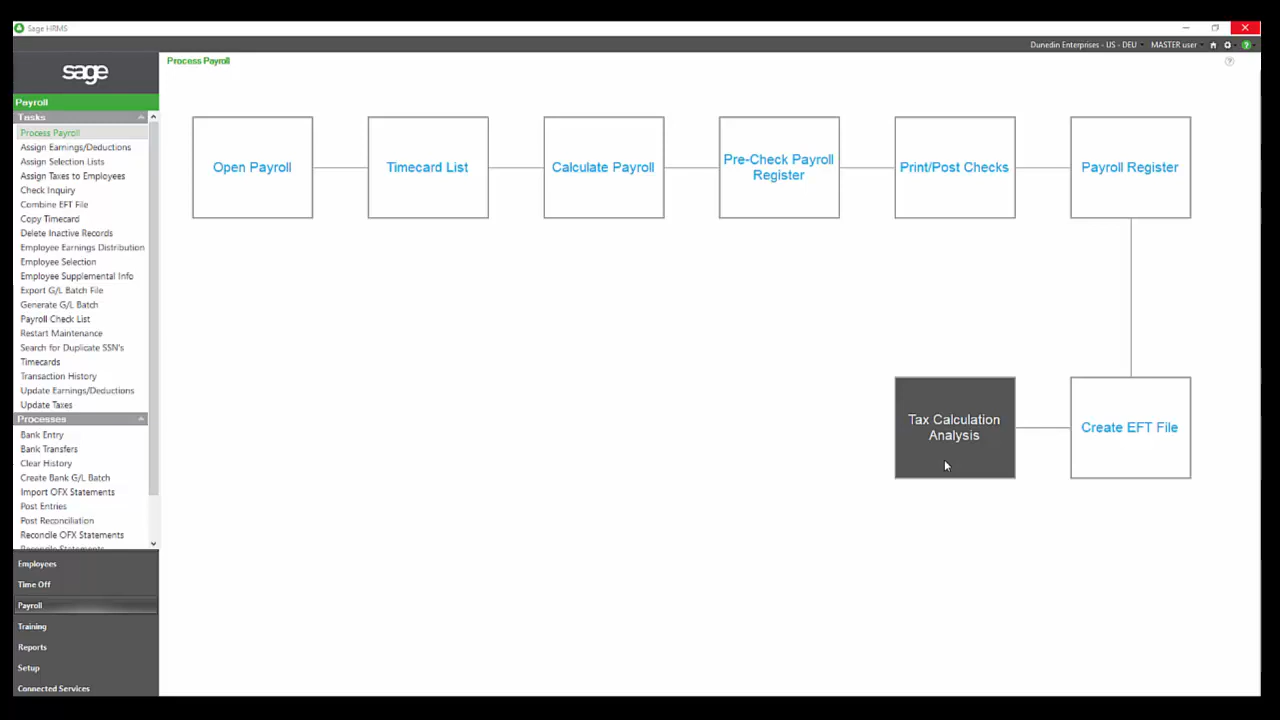 Sage HRMS
Dunedin Enterprises - US - DEU
MASTER user
sage
Process Payroll
Payroll
Tasks
Process Payroll
Assign Earnings/Deductions
Assign Selection Lists
Assign Taxes to Employees
Check Inquiry
Combine EFT File
Copy Timecard
Delete Inactive Records
Employee Earnings Distribution
Employee Selection
Employee Supplemental Info
Export G/L Batch File
Generate G/L Batch
Payroll Check List
Restart Maintenance
Search for Duplicate SSN's
Timecards
Transaction History
Update Earnings/Deductions
Update Taxes
Processes
Bank Entry
Bank Transfers
Clear History
Create Bank G/L Batch
Import OFX Statements
Post Entries
Post Reconciliation
Reconcile OFX Statements
Reconcile Statements
Employees
Time Off
Payroll
Training
Reports
Setup
Connected Services
Open Payroll
Timecard List
Calculate Payroll
Pre-Check Payroll
Register
Print/Post Checks
Payroll Register
Tax Calculation
Analysis
Create EFT File